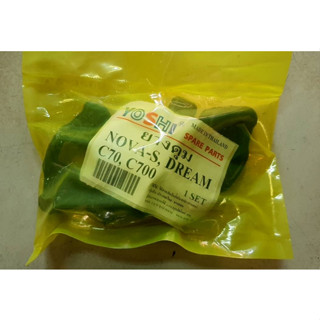 YOSHI
MADE IN THAILAND
SPARE PARTS
ยางดุม
NOVA-S, DREAM
C70, C700
1 SET